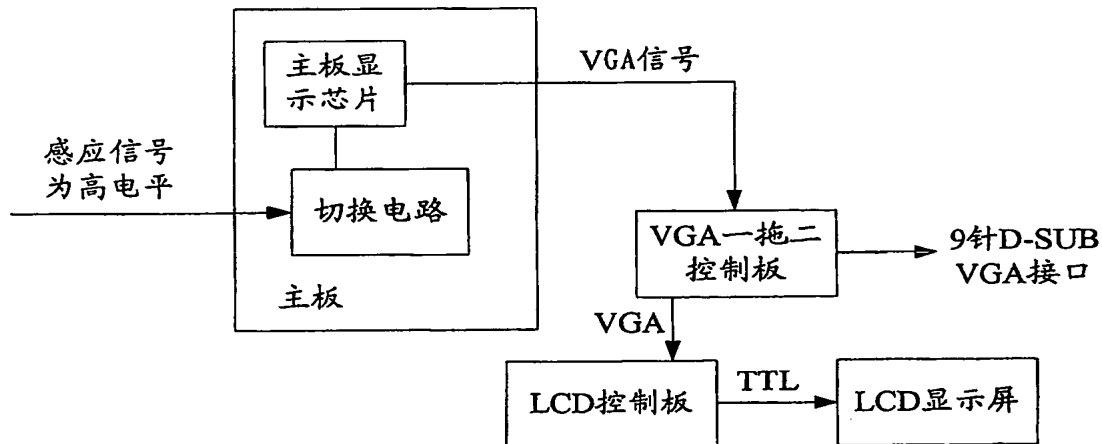 主板显
示芯片
VGA信号
感应信号
为高电平
切换电路
主板
VGA一拖二
控制板
9针D-SUB
VGA接口
VGA
LCD控制板
TTL
LCD显示屏